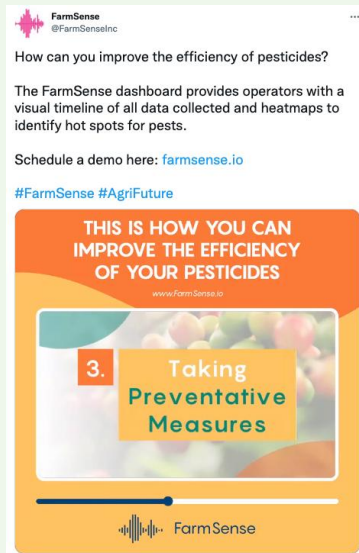 FarmSense
@FarmSenseInc
How can you improve the efficiency of pesticides?
The FarmSense dashboard provides operators with a
visual timeline of all data collected and heatmaps to
identify hot spots for pests.
Schedule a demo here: farmsense.io
#FarmSense #AgriFuture
THIS IS HOW YOU CAN
IMPROVE THE EFFICIENCY
OF YOUR PESTICIDES
www.FarmSense.io
3. Taking
Preventative
Measures
FarmSense